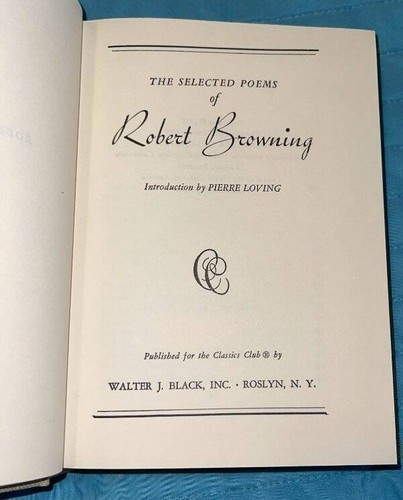 THE SELECTED POEMS
of
Robert Browning
Introduction by PIERRE LOVING
CC
Published for the Classics Club ® by
WALTER J. BLACK, INC. · ROSLYN, N. Y.